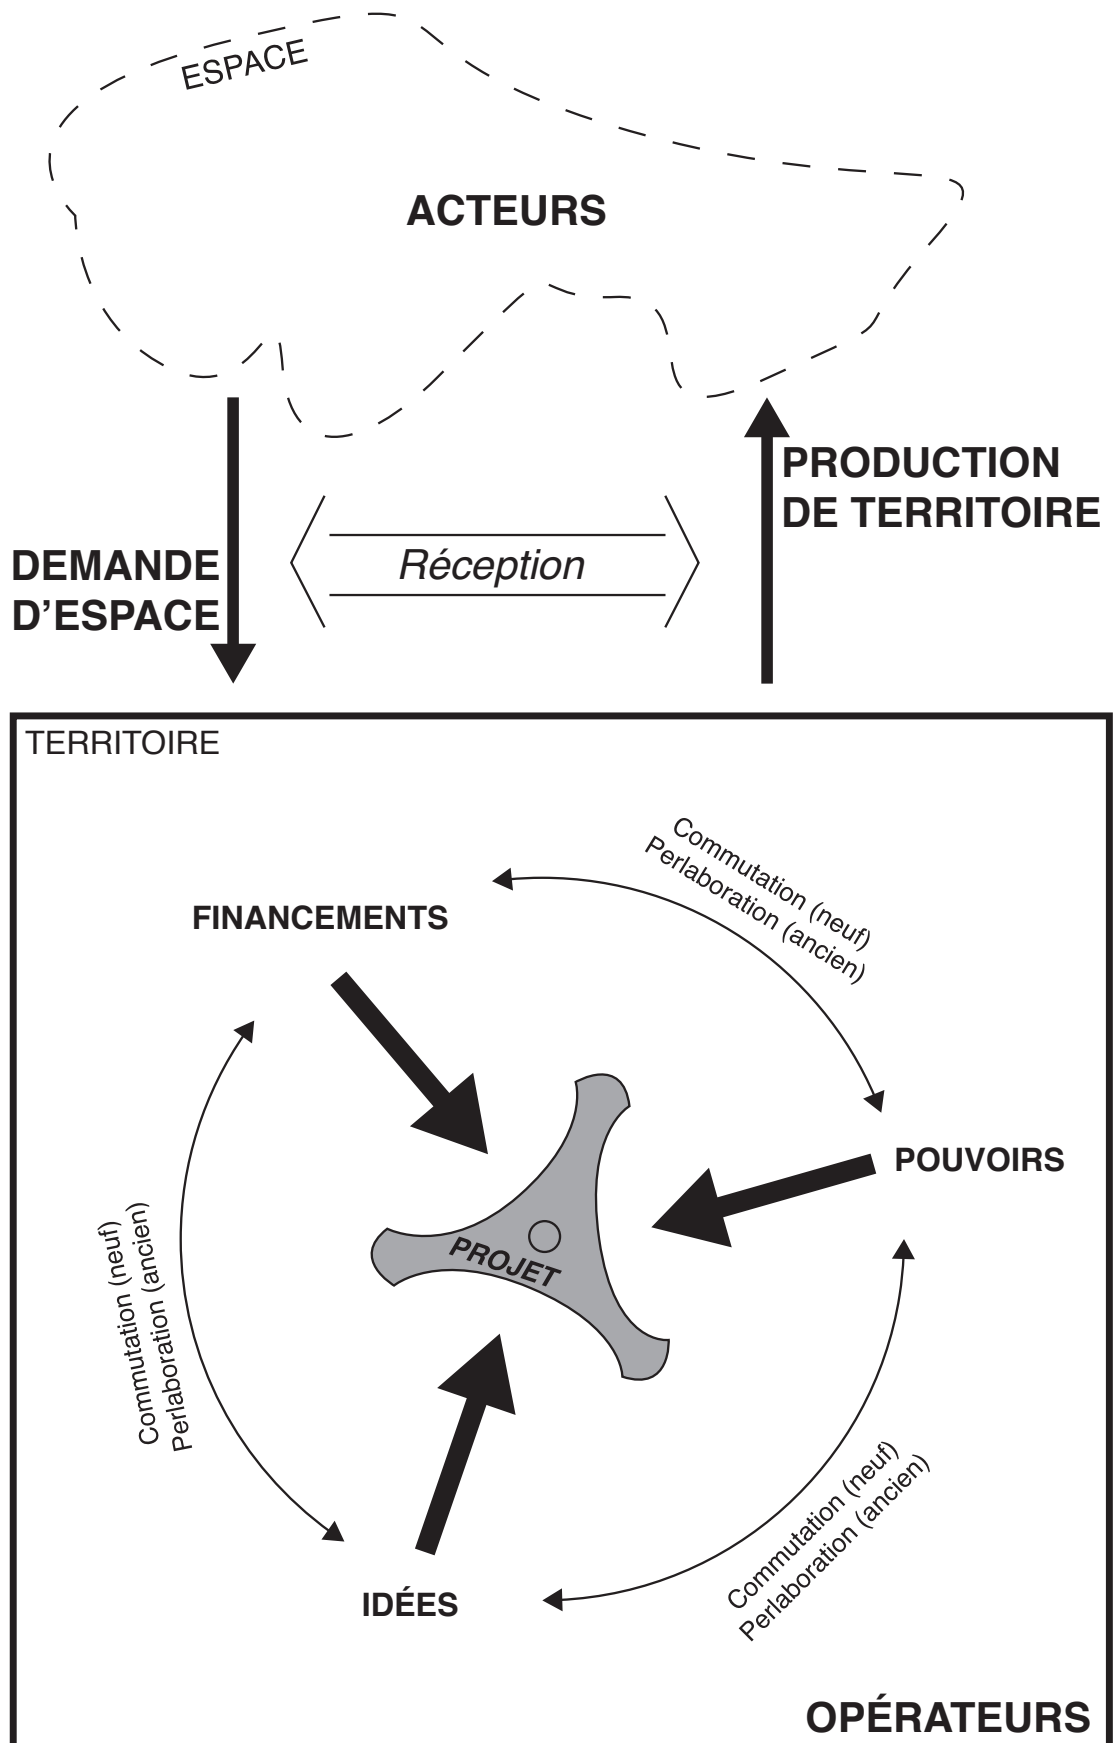 ESPACE
ACTEURS
PRODUCTION
DE TERRITOIRE
DEMANDE
D’ESPACE
Réception
TERRITOIRE
Commutation (neuf)
Perlaboration (ancien)
FINANCEMENTS
POUVOIRS
Commutation (neuf)
Perlaboration (ancien)
PROJET
Commutation (neuf)
Perlaboration (ancien)
IDÉES
OPÉRATEURS